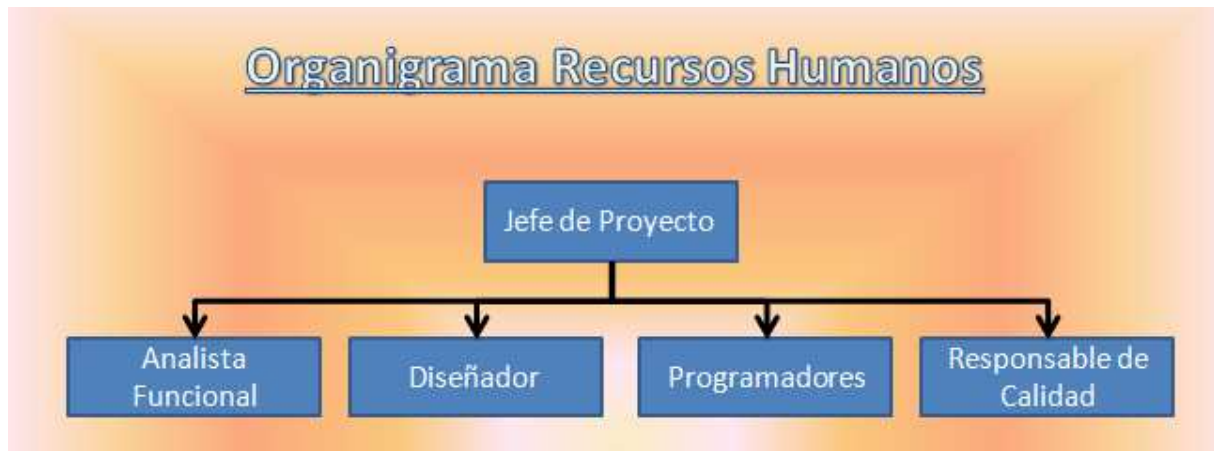 Organigrama Recursos Humanos
Jefe de Proyecto
Analista
Funcional
Diseñador
Programadores
Responsable de
Calidad